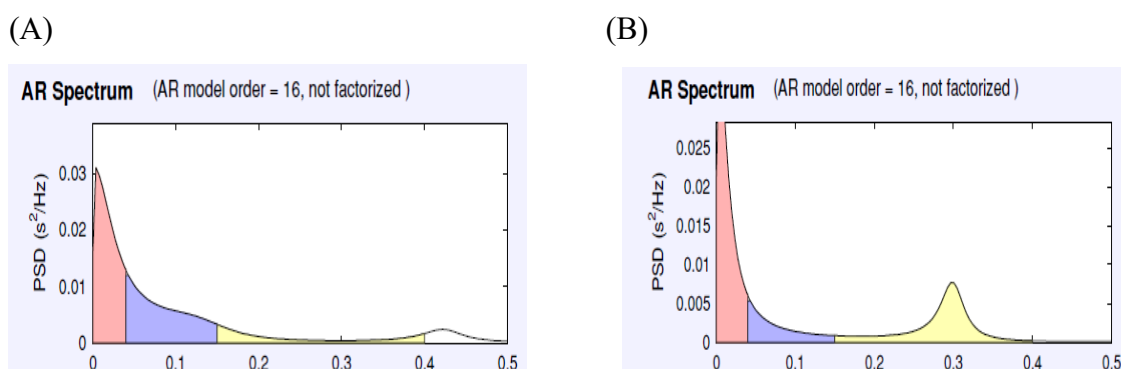 (A)
(B)
AR Spectrum (AR model order = 16, not factorized )
PSD (s²/Hz)
0.03
0.02
0.01
0
0 0.1 0.2 0.3 0.4 0.5
AR Spectrum (AR model order = 16, not factorized )
PSD (s²/Hz)
0.025
0.02
0.015
0.01
0.005
0
0 0.1 0.2 0.3 0.4 0.5